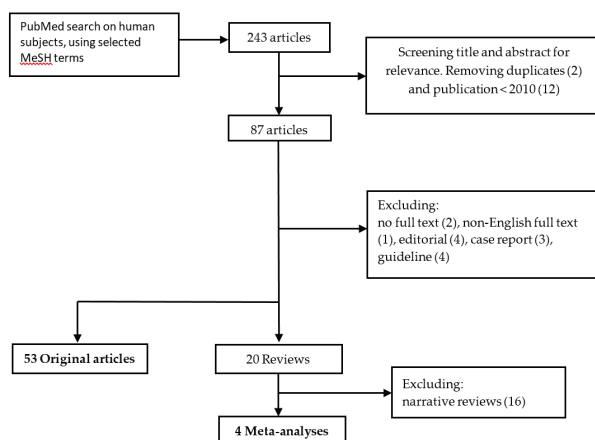 PubMed search on human
subjects, using selected
MeSH terms
243 articles
Screening title and abstract for
relevance. Removing duplicates (2)
and publication < 2010 (12)
87 articles
Excluding:
no full text (2), non-English full text
(1), editorial (4), case report (3),
guideline (4)
53 Original articles
20 Reviews
Excluding:
narrative reviews (16)
4 Meta-analyses